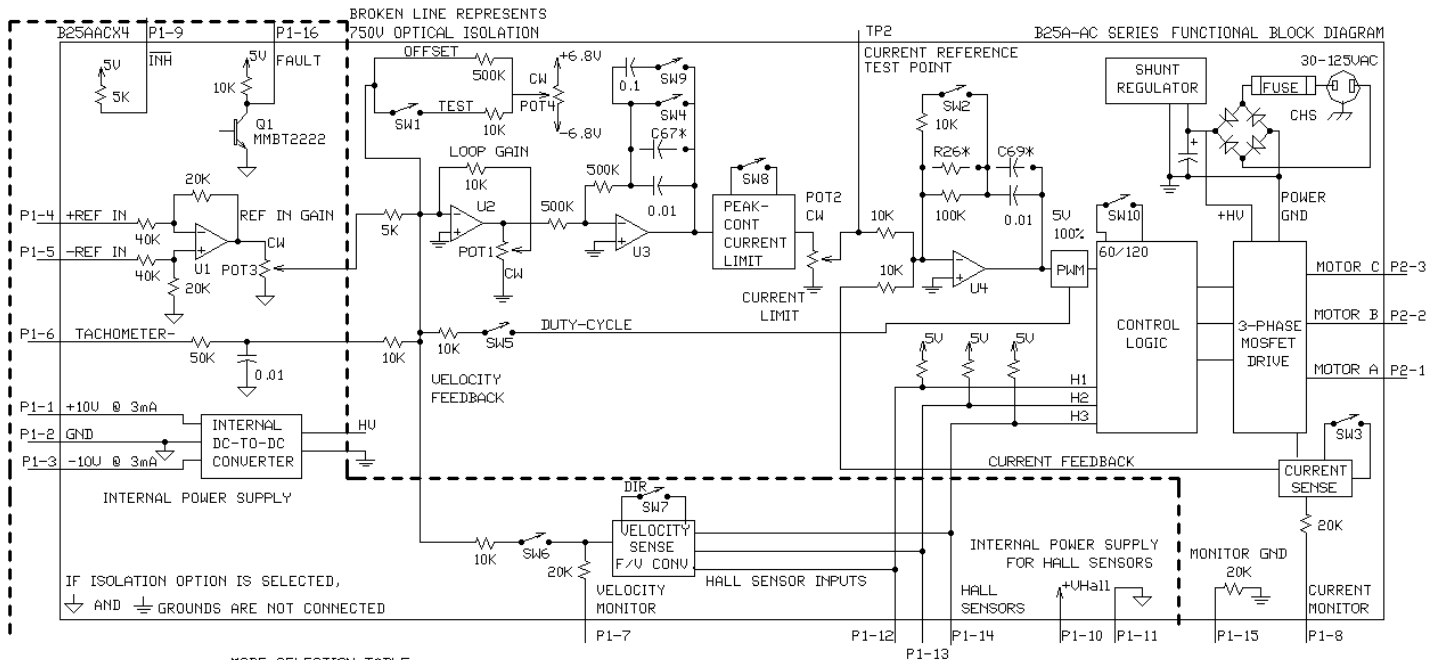 BROKEN LINE REPRESENTS
750V OPTICAL ISOLATION
B25AACX4
P1-9
P1-16
TP2
B25A-AC SERIES FUNCTIONAL BLOCK DIAGRAM
INH
FAULT
5V
5K
5V
10K
Q1
MMBT2222
OFFSET
500K
CW
POT4
+6.8V
-6.8V
SW1
TEST
10K
0.1
SW9
SW4
C67*
0.01
CURRENT REFERENCE
TEST POINT
SW2
10K
R26*
C69*
100K
0.01
SHUNT
REGULATOR
30-125VAC
FUSE
CHS
+
POWER
GND
+HV
P1-4
+REF IN
40K
20K
REF IN GAIN
P1-5
-REF IN
40K
20K
U1
CW
POT3
5K
LOOP GAIN
10K
U2
POT1
CW
500K
500K
U3
SW8
PEAK-
CONT
CURRENT
LIMIT
POT2
CW
CURRENT
LIMIT
10K
10K
U4
5V
100%
PWM
SW10
60/120
CONTROL
LOGIC
3-PHASE
MOSFET
DRIVE
MOTOR C
P2-3
MOTOR B
P2-2
MOTOR A
P2-1
P1-6
TACHOMETER-
50K
0.01
10K
10K
SW5
DUTY-CYCLE
VELOCITY
FEEDBACK
5V
5V
5V
H1
H2
H3
P1-1
+10V @ 3mA
P1-2
GND
P1-3
-10V @ 3mA
INTERNAL
DC-TO-DC
CONVERTER
HV
INTERNAL POWER SUPPLY
CURRENT FEEDBACK
SW3
CURRENT
SENSE
20K
DIR
SW7
VELOCITY
SENSE
F/V CONV
10K
SW6
20K
VELOCITY
MONITOR
HALL SENSOR INPUTS
INTERNAL POWER SUPPLY
FOR HALL SENSORS
HALL
SENSORS
+VHall
MONITOR GND
20K
CURRENT
MONITOR
IF ISOLATION OPTION IS SELECTED,
AND
GROUNDS ARE NOT CONNECTED
P1-7
P1-12
P1-13
P1-14
P1-10
P1-11
P1-15
P1-8
MODE SELECTION TABLE